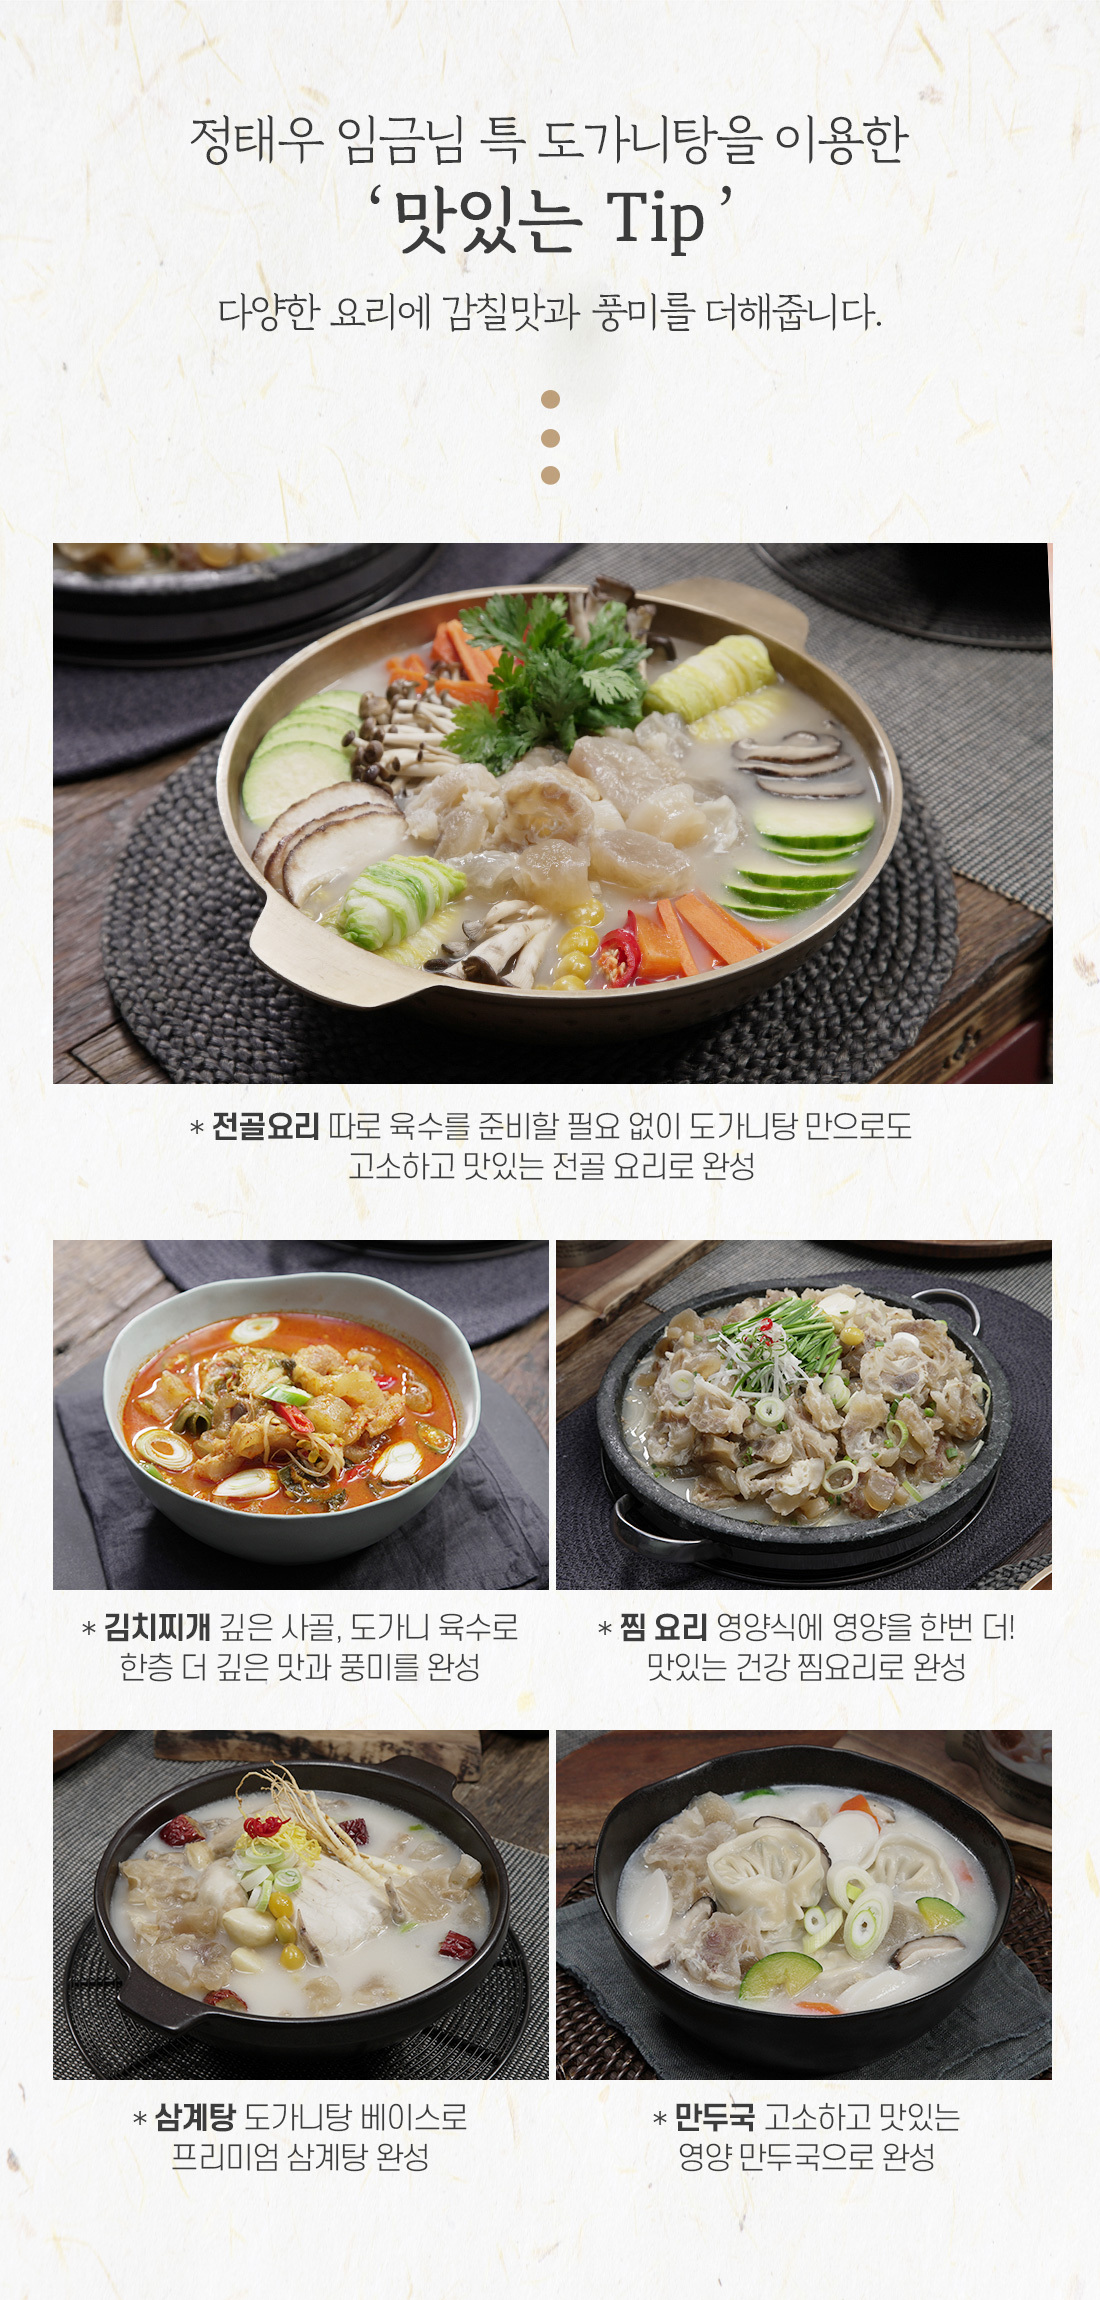 정태우 임금님 특 도가니탕을 이용한
‘맛있는 Tip’
다양한 요리에 감칠맛과 풍미를 더해줍니다.
* 전골요리 따로 육수를 준비할 필요 없이 도가니탕 만으로도
고소하고 맛있는 전골 요리로 완성
* 김치찌개 깊은 사골, 도가니 육수로
한층 더 깊은 맛과 풍미를 완성
* 찜 요리 영양식에 영양을 한번 더!
맛있는 건강 찜요리로 완성
* 삼계탕 도가니탕 베이스로
프리미엄 삼계탕 완성
* 만두국 고소하고 맛있는
영양 만두국으로 완성